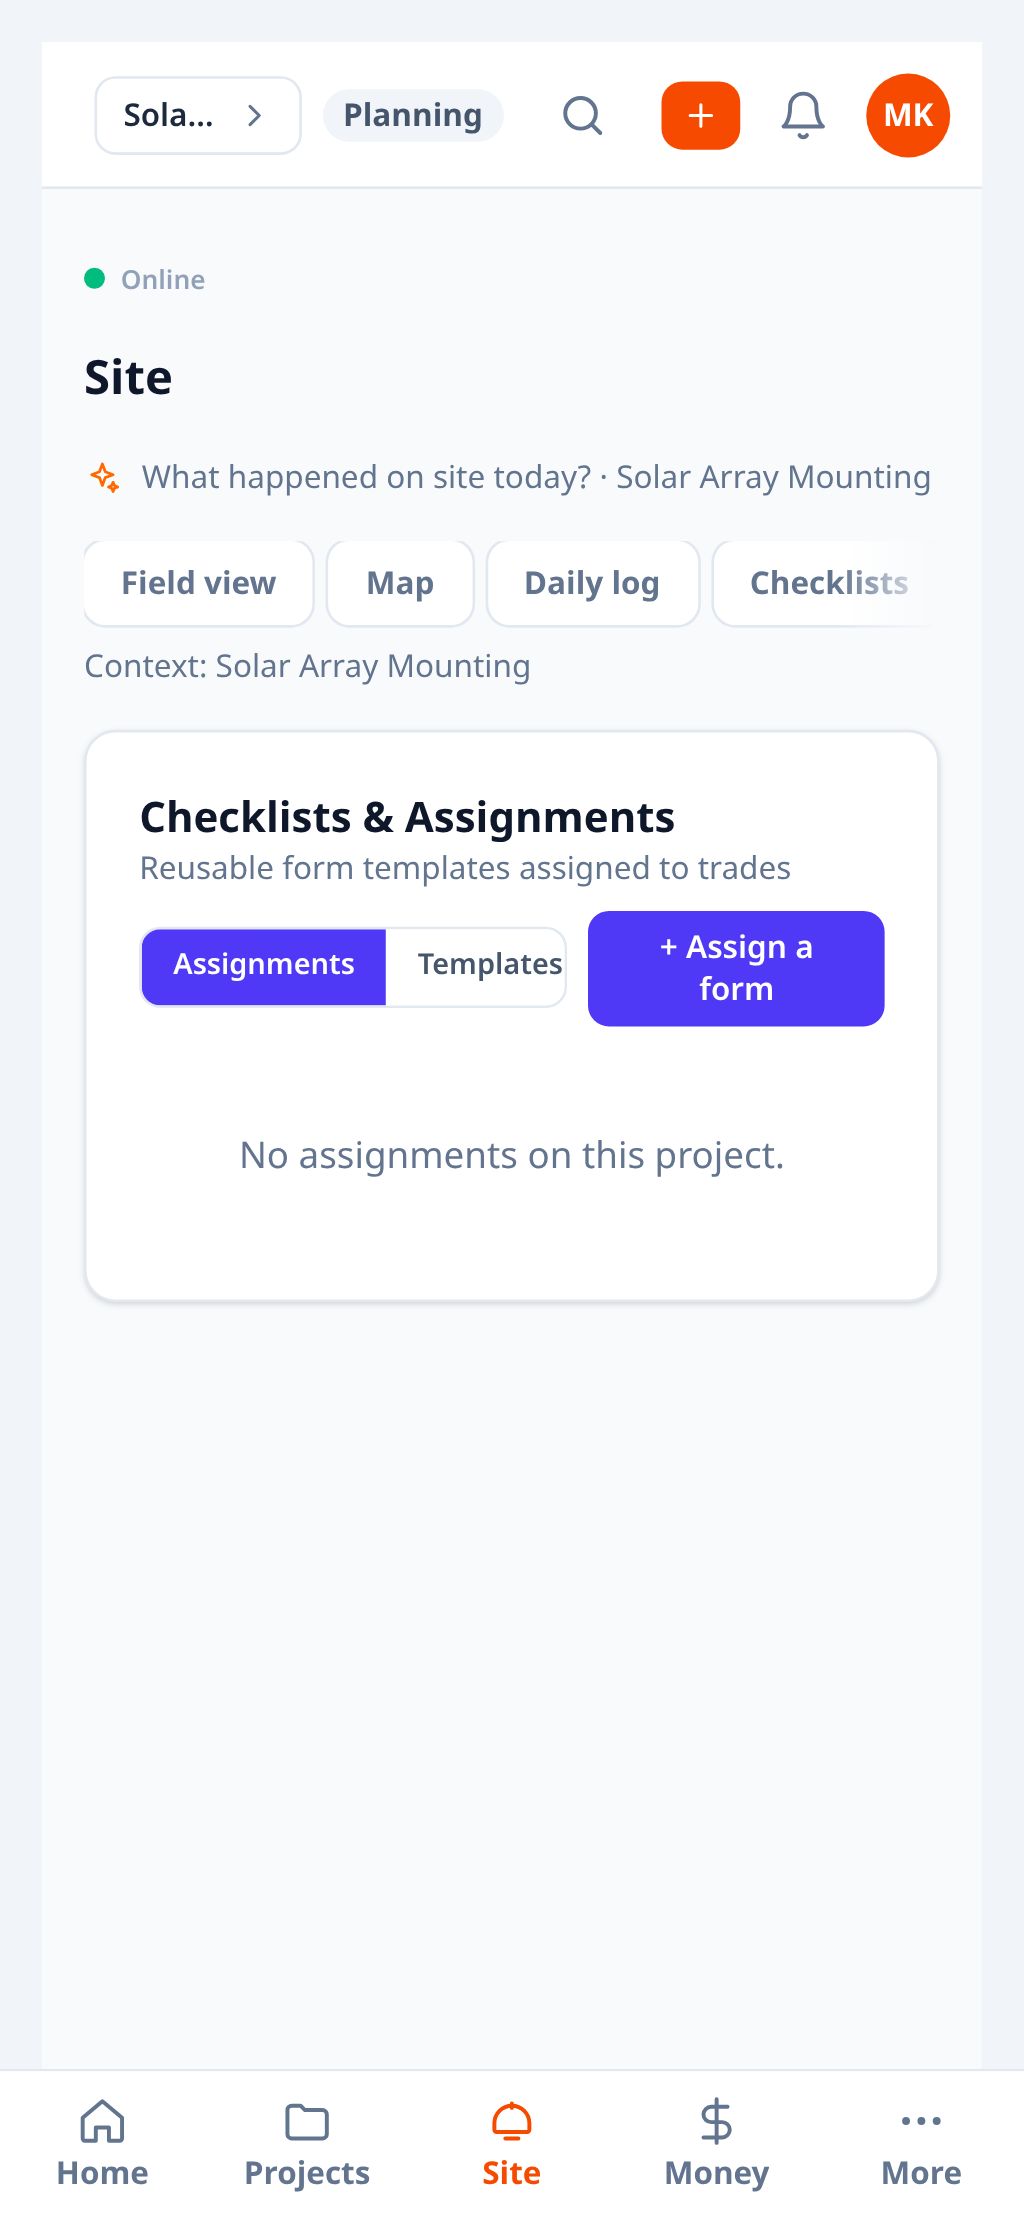 Sola...
Planning
MK
Online
Site
What happened on site today? · Solar Array Mounting
Field view
Map
Daily log
Checklists
Context: Solar Array Mounting
Checklists & Assignments
Reusable form templates assigned to trades
Assignments
Templates
+ Assign a
form
No assignments on this project.
Home
Projects
Site
Money
More